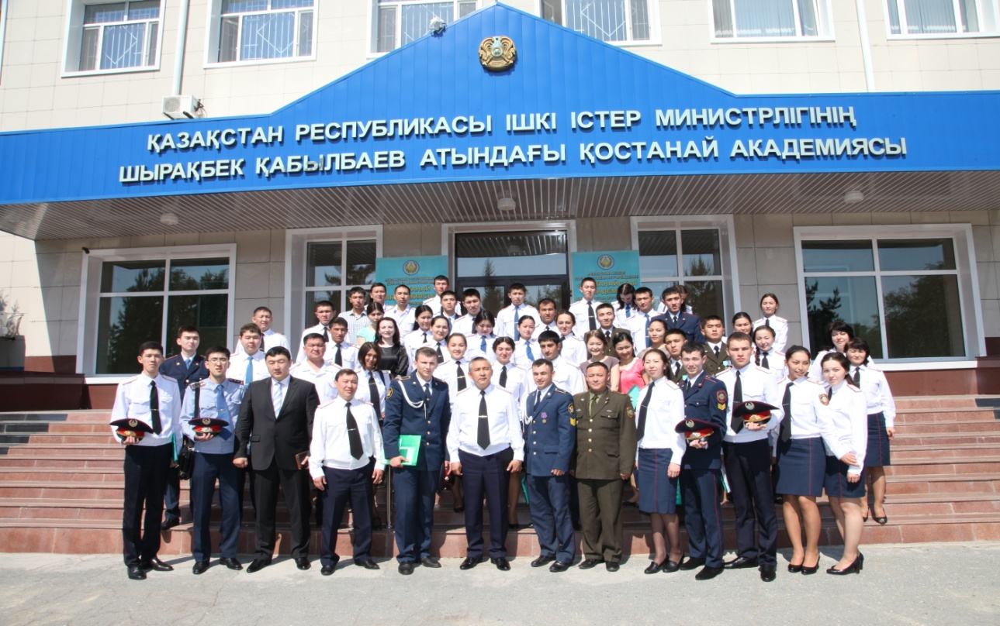 ҚАЗАҚСТАН РЕСПУБЛИКАСЫ ІШКІ ІСТЕР МИНИСТРЛІГІНІҢ
ШЫРАҚБЕК ҚАБЫЛБАЕВ АТЫНДАҒЫ ҚОСТАНАЙ АКАДЕМИЯСЫ